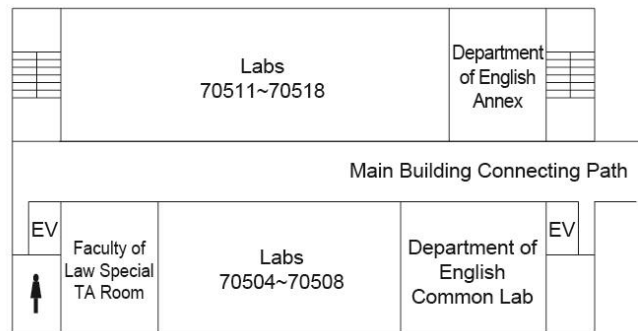 Labs
70511~70518
Department
of English
Annex
Main Building Connecting Path
EV
Faculty of
Law Special
TA Room
Labs
70504~70508
Department of
English
Common Lab
EV